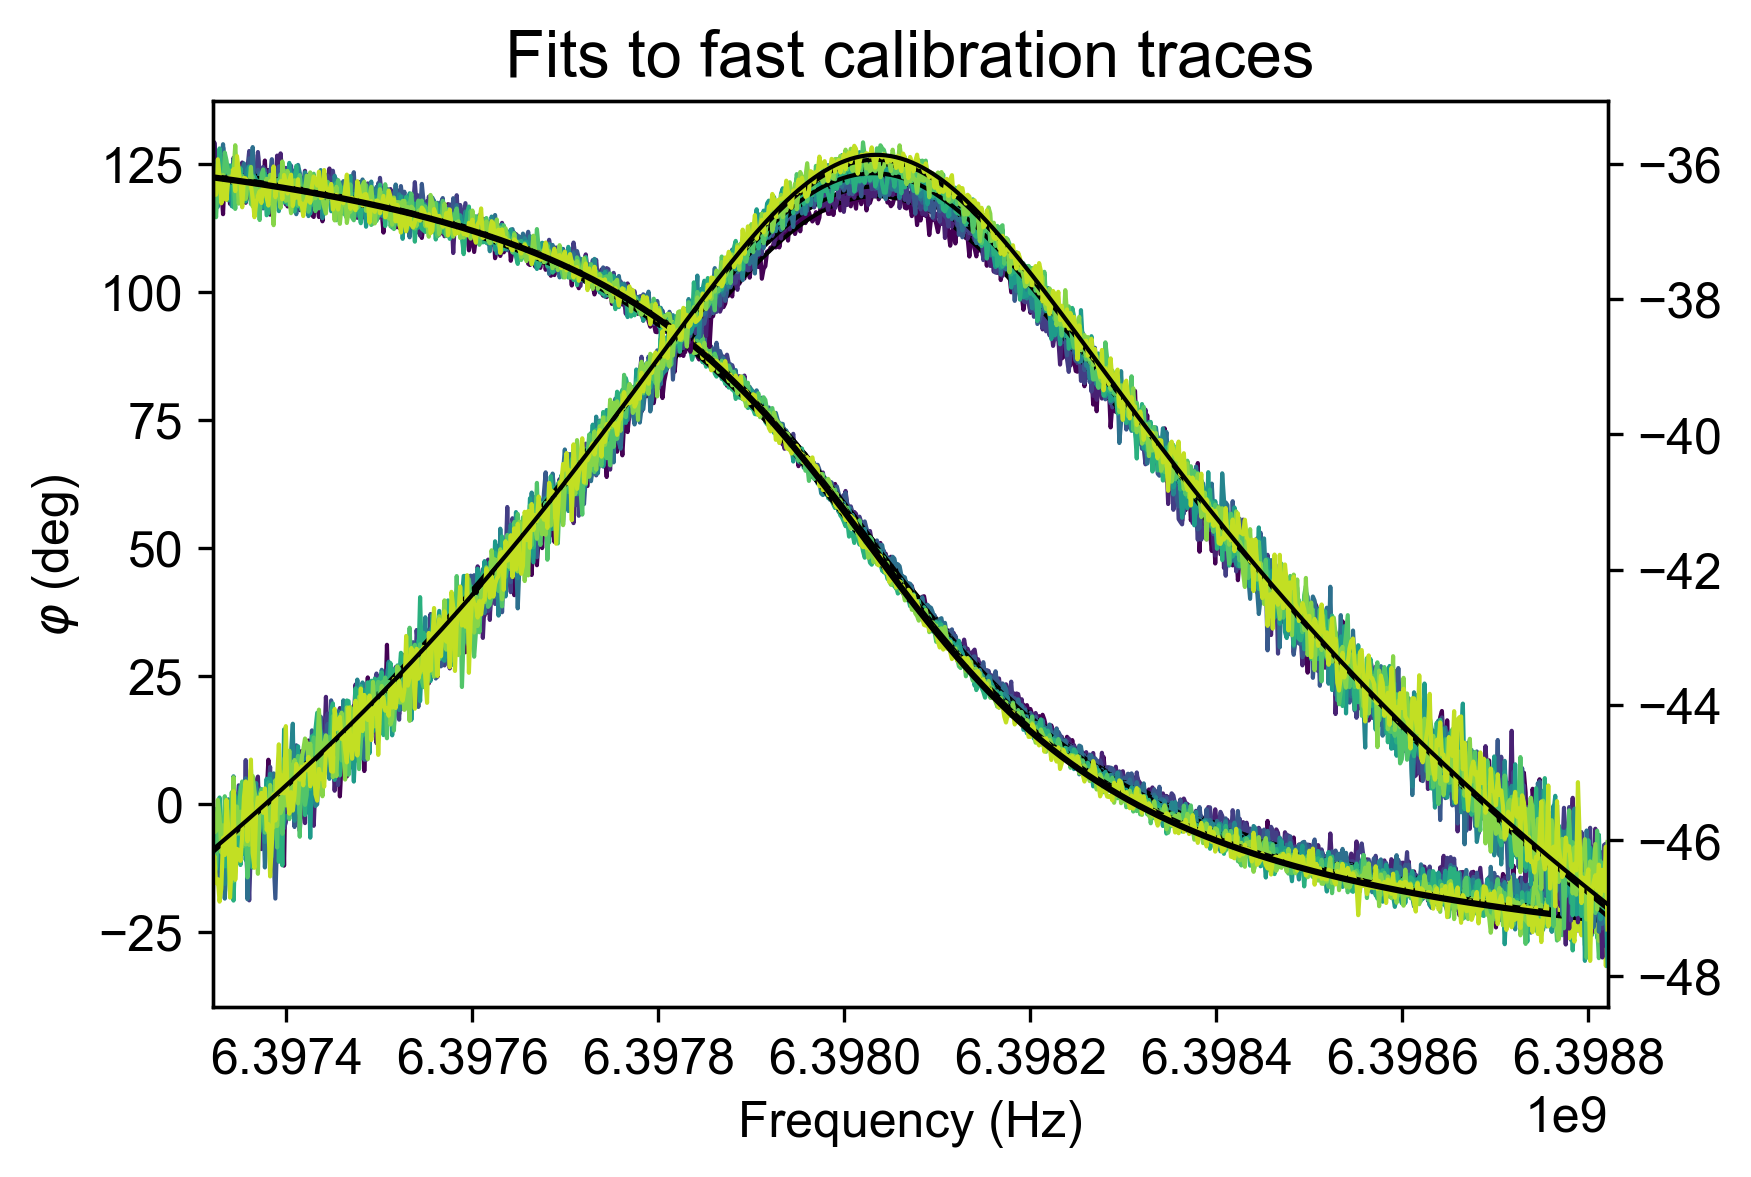 Fits to fast calibration traces
125
100
75
50
25
0
−25
φ (deg)
−36
−38
−40
−42
−44
−46
−48
6.3974 6.3976 6.3978 6.3980 6.3982 6.3984 6.3986 6.3988
Frequency (Hz)
1e9